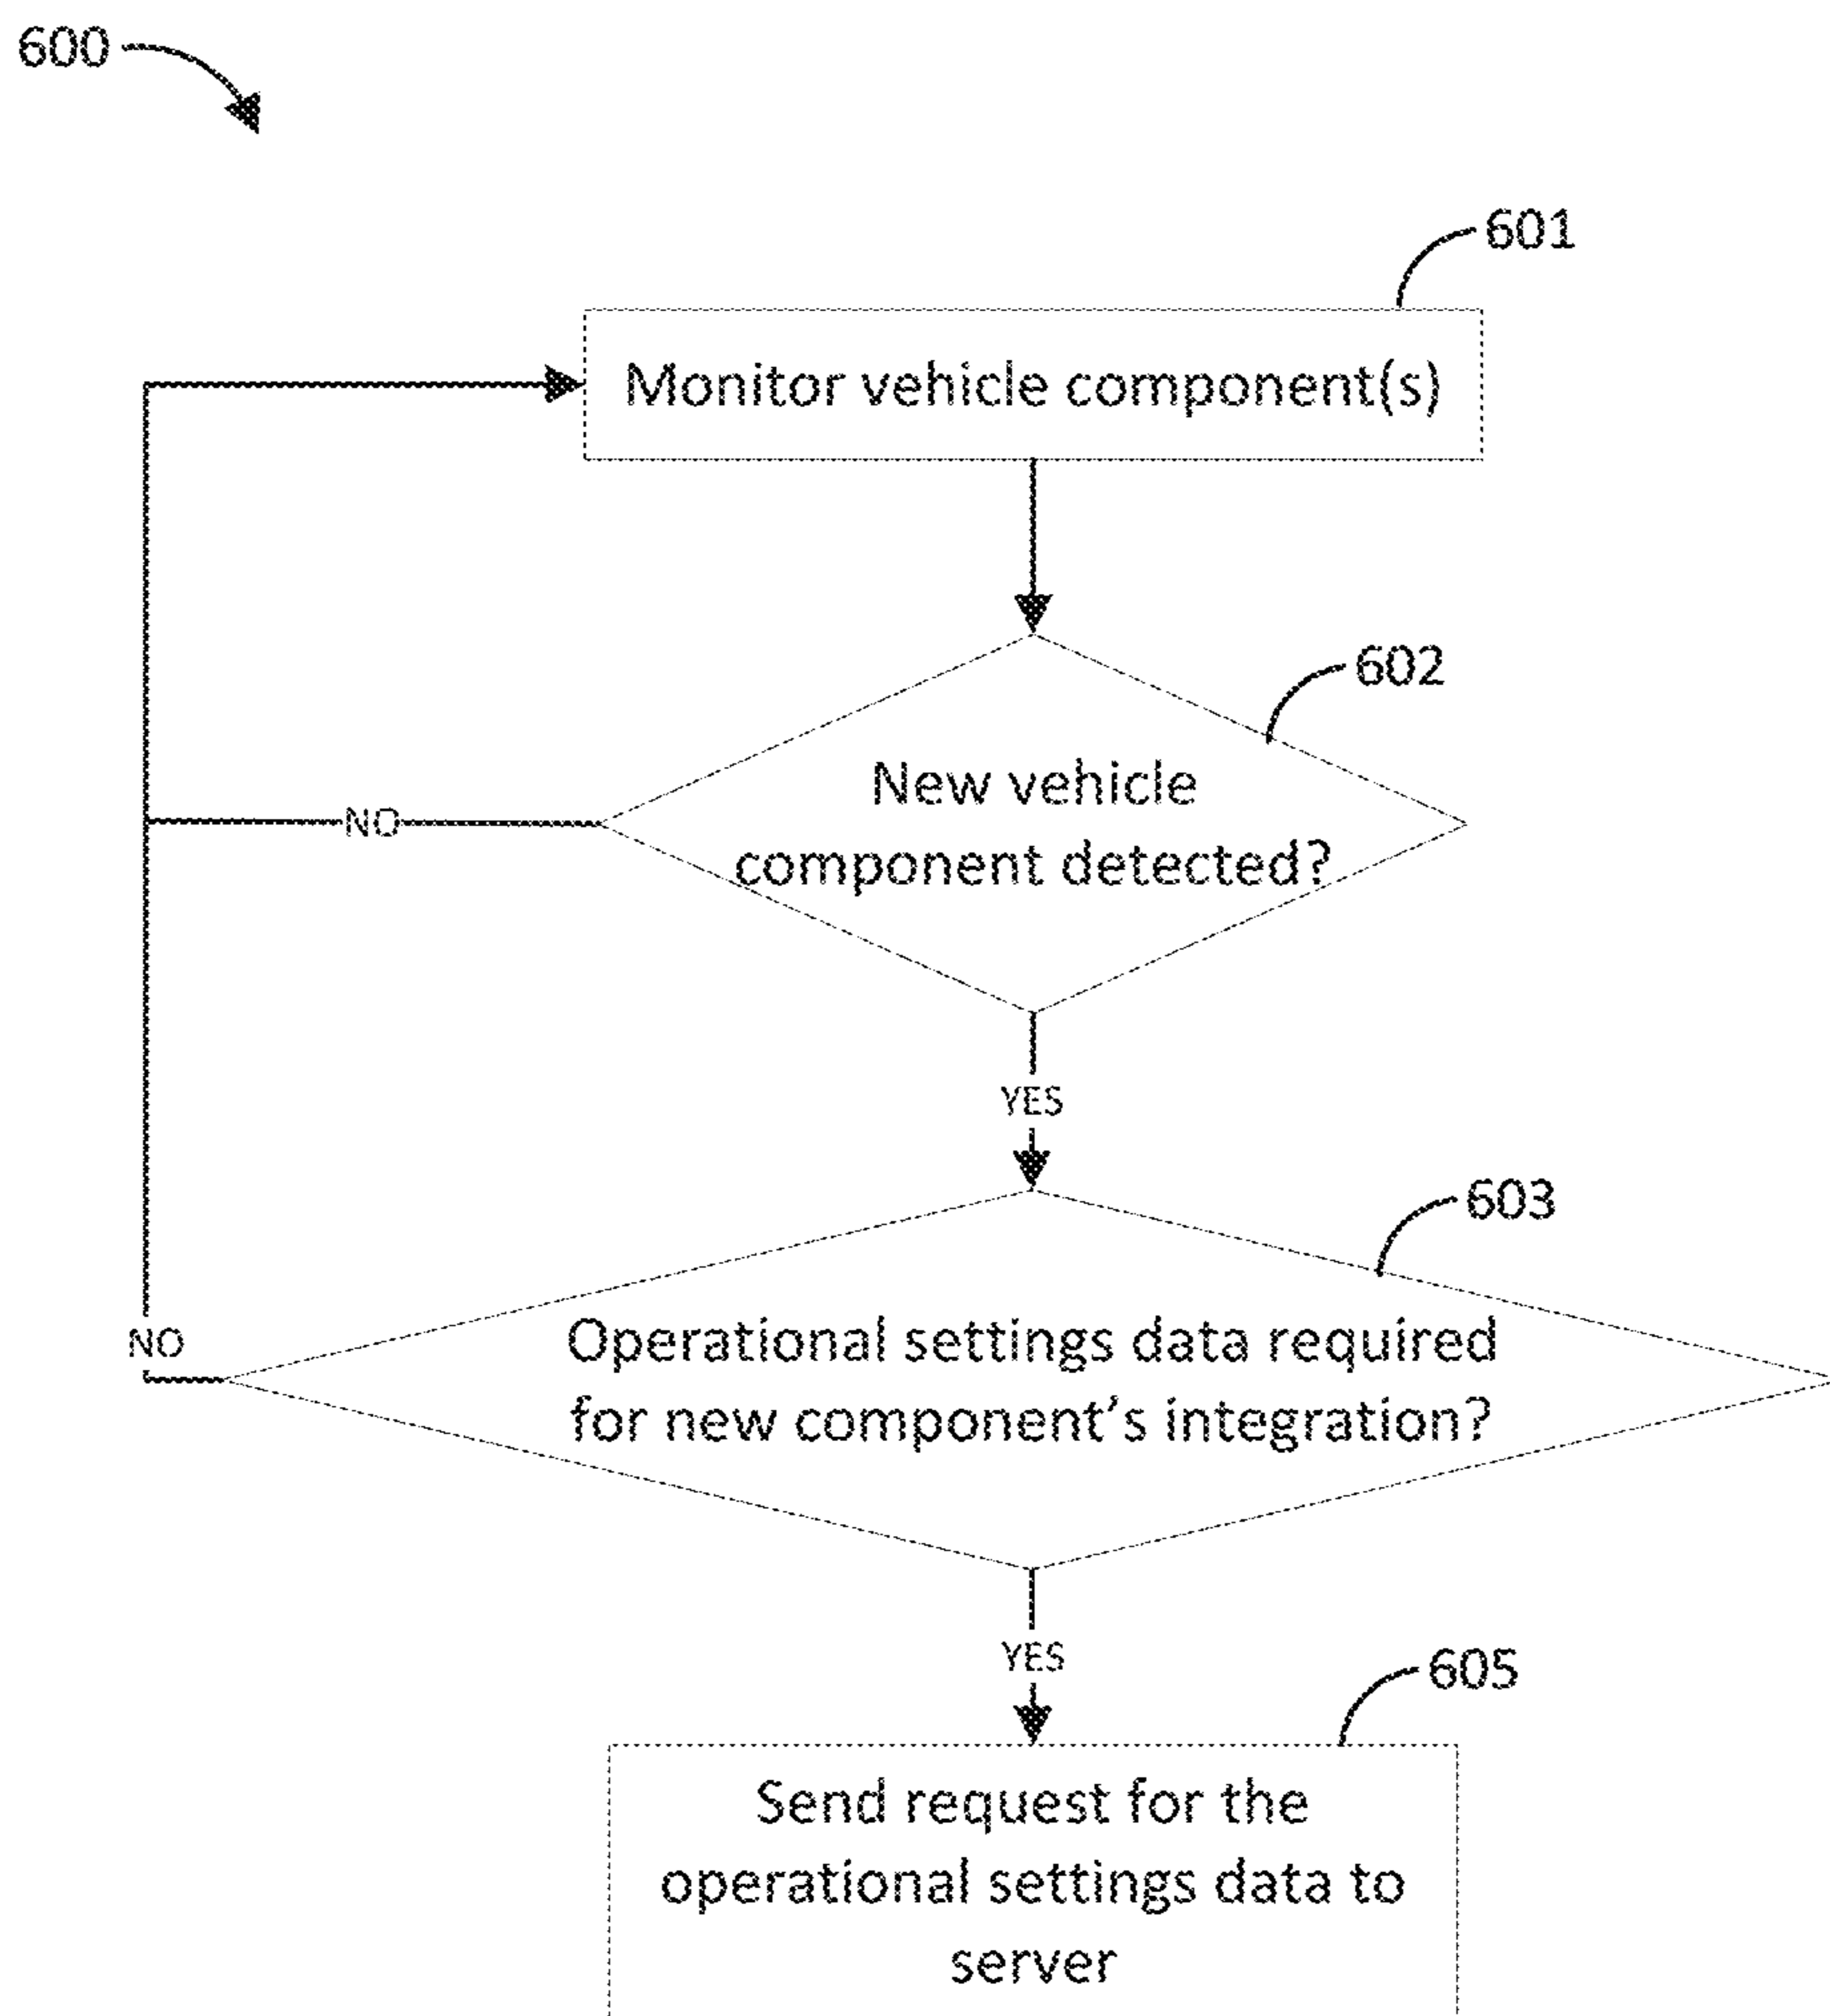 600
601
Monitor vehicle component(s)
602
New vehicle
component detected?
NO
YES
603
Operational settings data required
for new component's integration?
NO
YES
605
Send request for the
operational settings data to
server